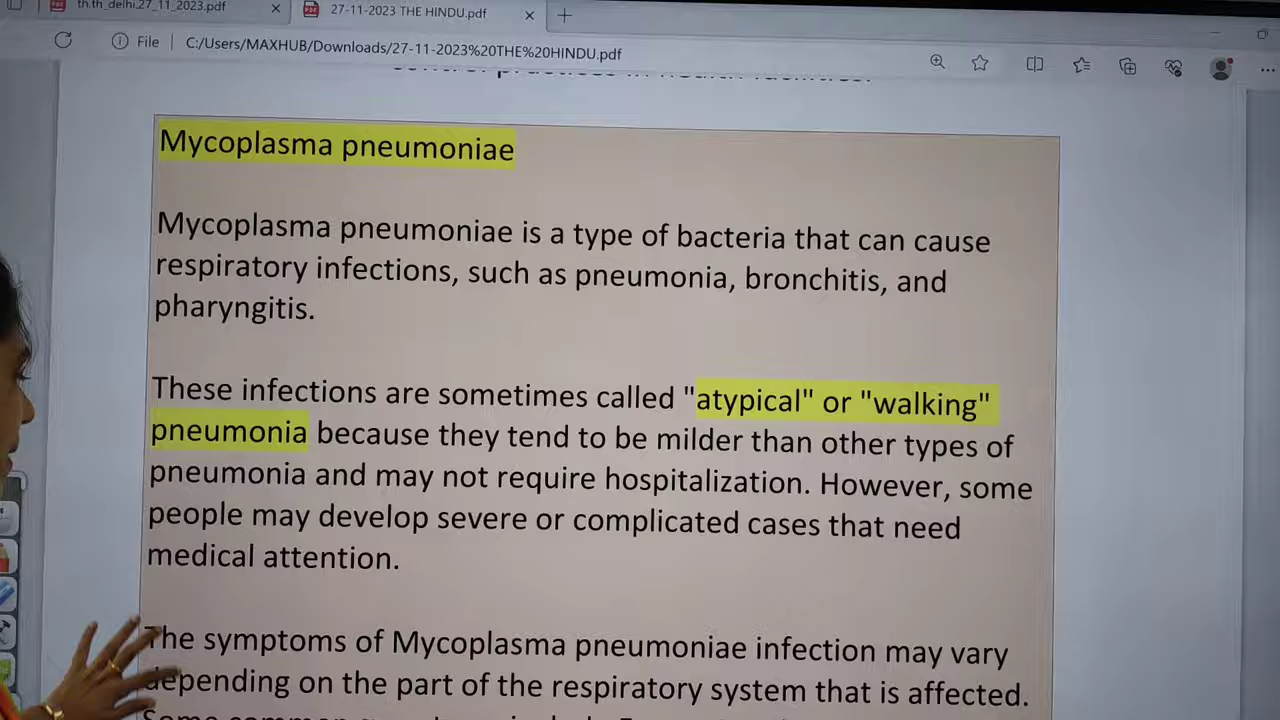 th.th_delhi.27_11_2023.pdf
27-11-2023 THE HINDU.pdf
File
C:/Users/MAXHUB/Downloads/27-11-2023%20THE%20HINDU.pdf
Mycoplasma pneumoniae
Mycoplasma pneumoniae is a type of bacteria that can cause
respiratory infections, such as pneumonia, bronchitis, and
pharyngitis.
These infections are sometimes called "atypical" or "walking"
pneumonia because they tend to be milder than other types of
pneumonia and may not require hospitalization. However, some
people may develop severe or complicated cases that need
medical attention.
The symptoms of Mycoplasma pneumoniae infection may vary
depending on the part of the respiratory system that is affected.